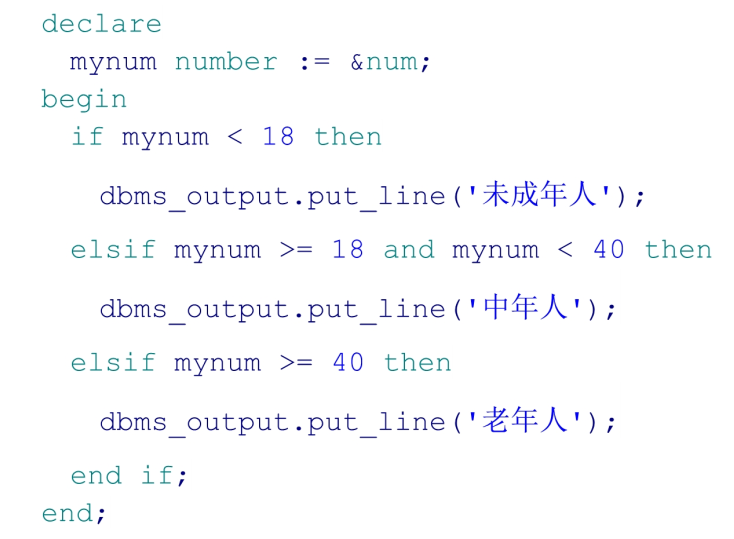 declare
  mynum number := &num;
begin
  if mynum < 18 then
    dbms_output.put_line('未成年人');
  elsif mynum >= 18 and mynum < 40 then
    dbms_output.put_line('中年人');
  elsif mynum >= 40 then
    dbms_output.put_line('老年人');
  end if;
end;